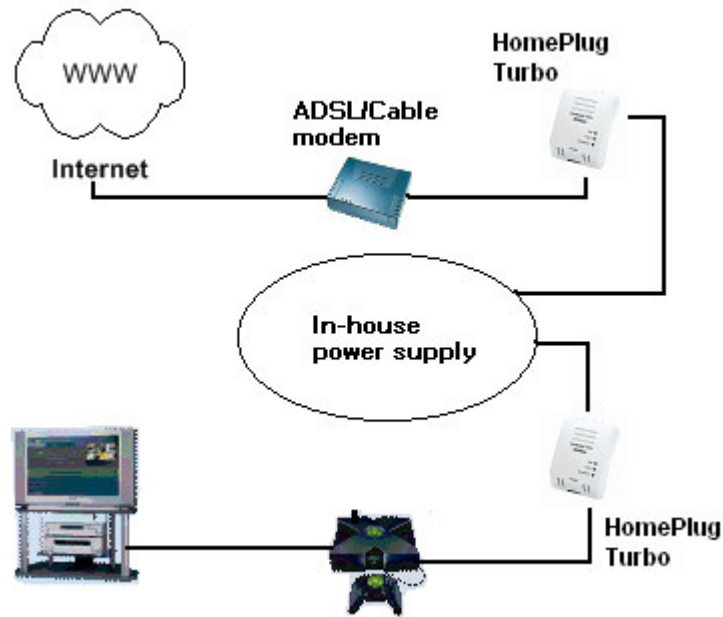 WWW
Internet
ADSL/Cable
modem
HomePlug
Turbo
In-house
power supply
HomePlug
Turbo